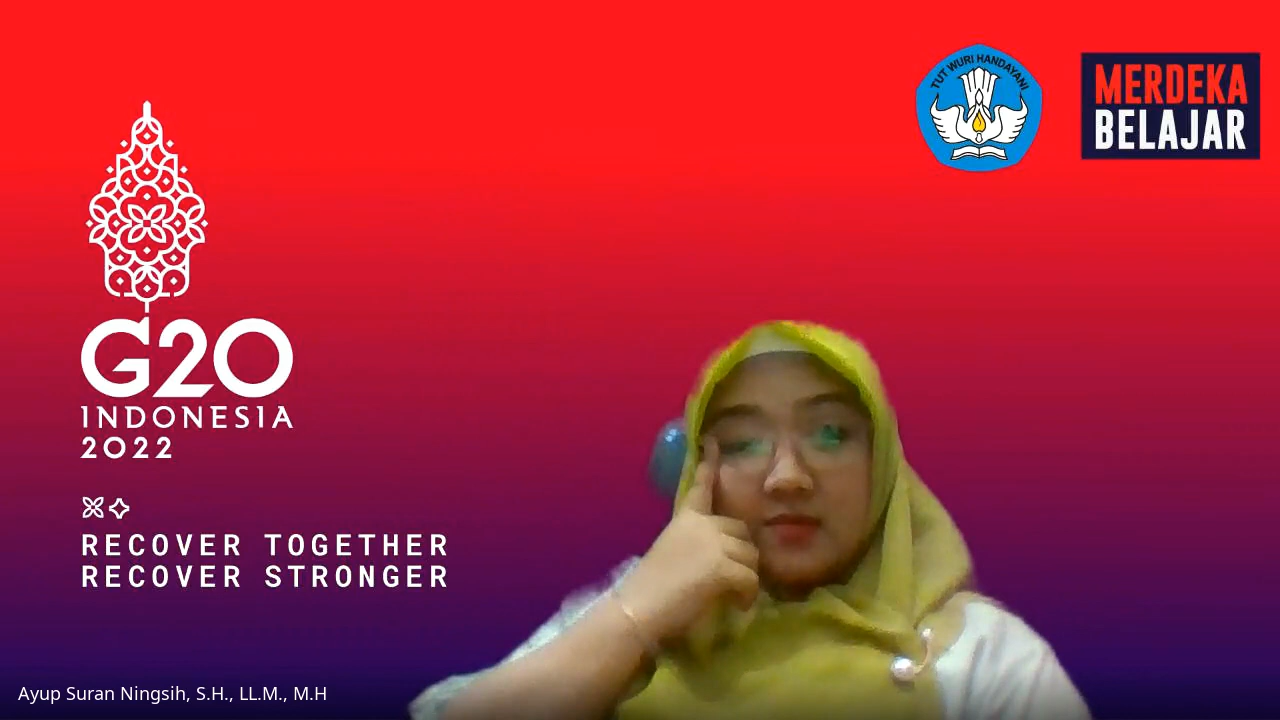 TUT WURI HANDAYANI
MERDEKA
BELAJAR
G20
INDONESIA
2022
RECOVER TOGETHER
RECOVER STRONGER
Ayup Suran Ningsih, S.H., LL.M., M.H